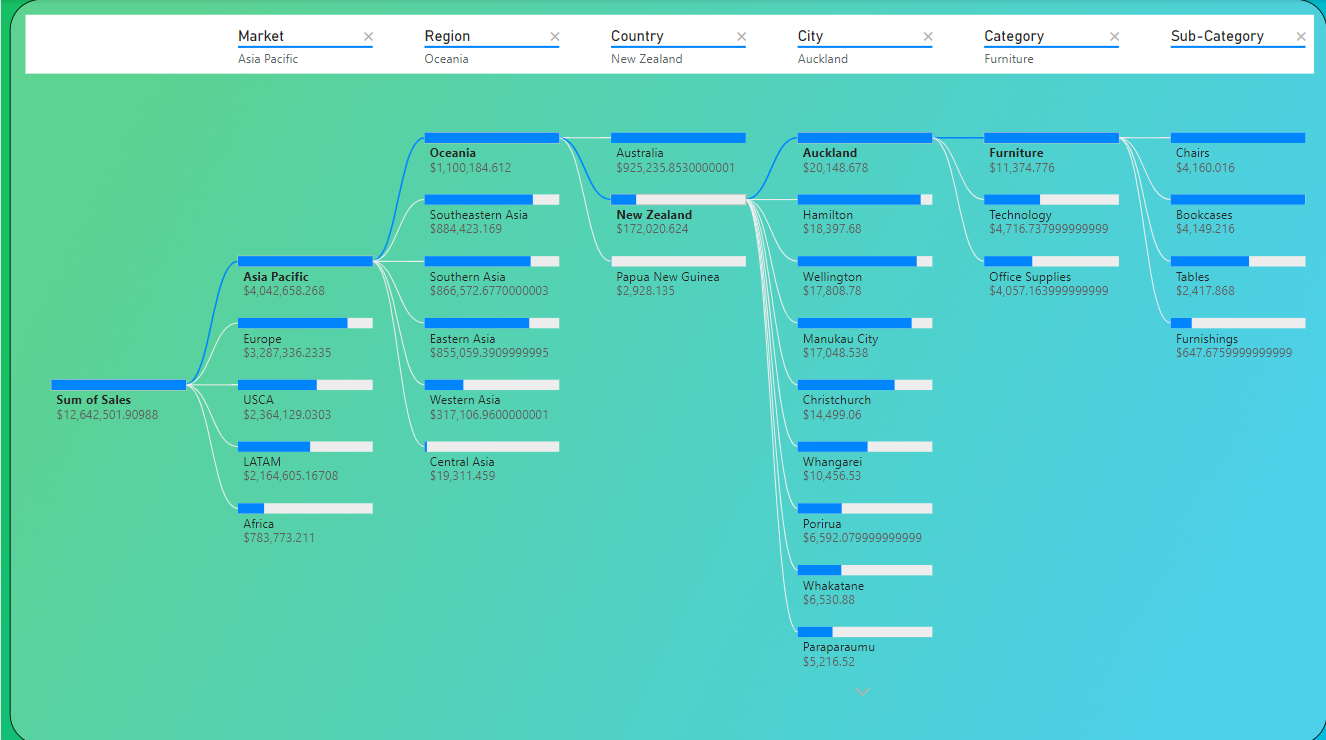 Market
Region
Country
City
Category
Sub-Category
Asia Pacific
Oceania
New Zealand
Auckland
Furniture
Sum of Sales
$12,642,501.90988
Asia Pacific
$4,042,658.268
Europe
$3,287,336.2335
USCA
$2,364,129.0303
LATAM
$2,164,605.16708
Africa
$783,773.211
Oceania
$1,100,184.612
Southeastern Asia
$884,423.169
Southern Asia
$866,572.6770000003
Eastern Asia
$855,059.3909999995
Western Asia
$317,106.9600000001
Central Asia
$19,311.459
Australia
$925,235.8530000001
New Zealand
$172,020.624
Papua New Guinea
$2,928.135
Auckland
$20,148.678
Hamilton
$18,397.68
Wellington
$17,808.78
Manukau City
$17,048.538
Christchurch
$14,499.06
Whangarei
$10,456.53
Porirua
$6,592.079999999999
Whakatane
$6,530.88
Paraparaumu
$5,216.52
Furniture
$11,374.776
Technology
$4,716.737999999999
Office Supplies
$4,057.163999999999
Chairs
$4,160.016
Bookcases
$4,149.216
Tables
$2,417.868
Furnishings
$647.6759999999999